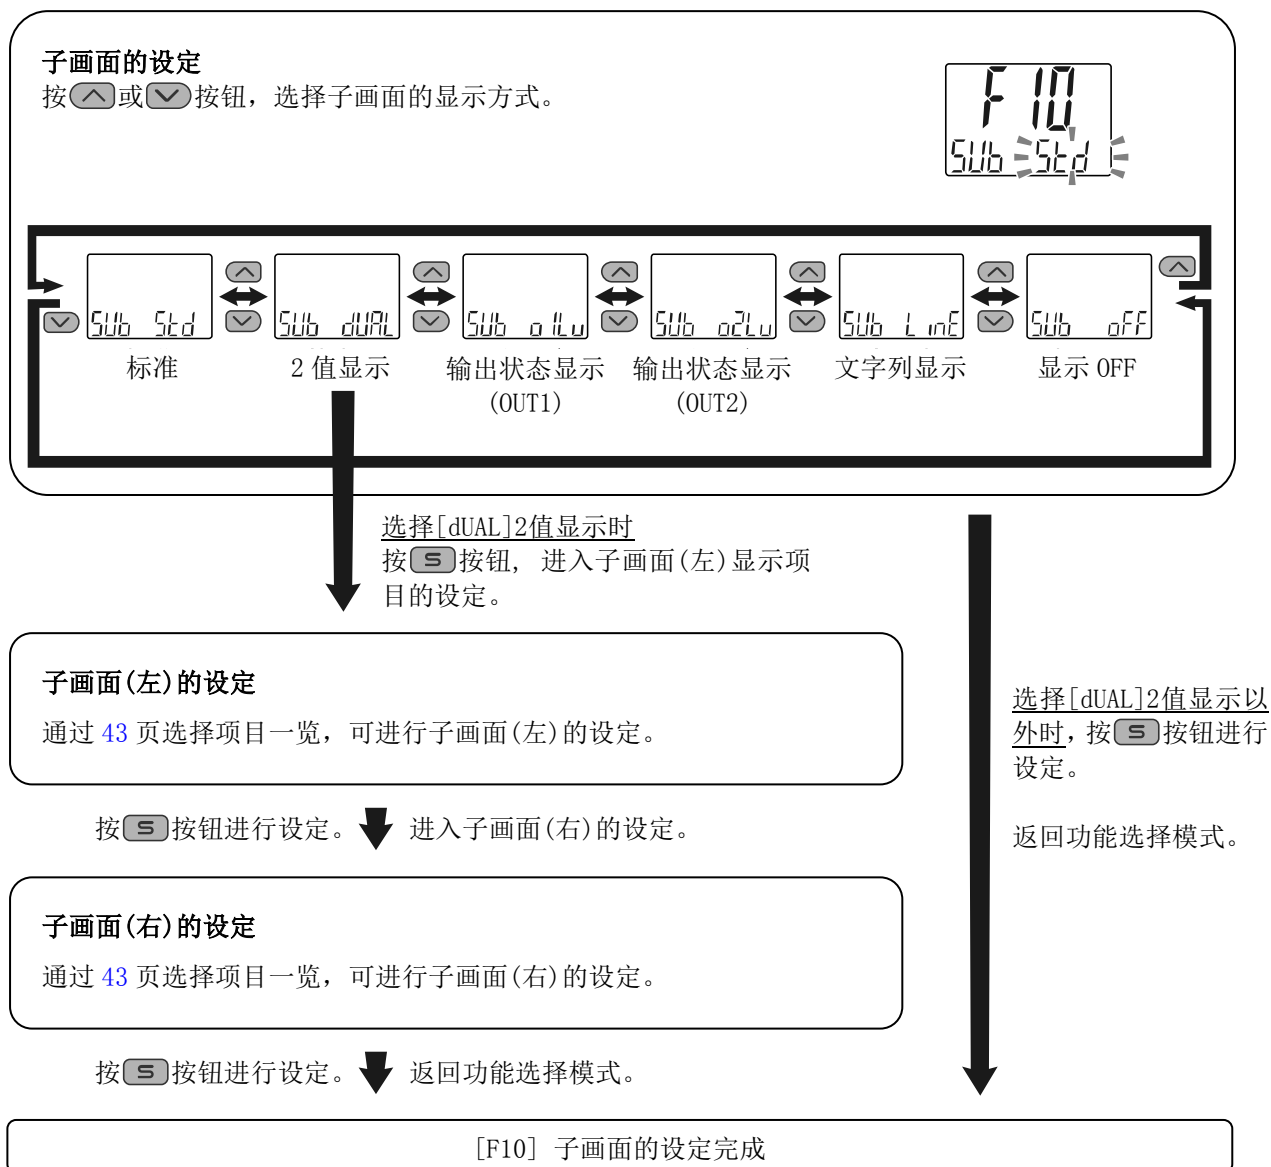 子画面的设定
按或按钮，选择子画面的显示方式。
F10
SUb Std
SUb Std
SUb dUAL
SUb o1Lu
SUb o2Lu
SUb LinE
SUb oFF
标准
2 值显示
输出状态显示
(OUT1)
输出状态显示
(OUT2)
文字列显示
显示 OFF
选择[dUAL]2值显示时
按 S 按钮, 进入子画面(左)显示项
目的设定。
子画面(左)的设定
通过 43 页选择项目一览，可进行子画面(左)的设定。
选择[dUAL]2值显示以
外时，按 S 按钮进行
设定。
返回功能选择模式。
按 S 按钮进行设定。 进入子画面(右)的设定。
子画面(右)的设定
通过 43 页选择项目一览，可进行子画面(右)的设定。
按 S 按钮进行设定。 返回功能选择模式。
[F10] 子画面的设定完成